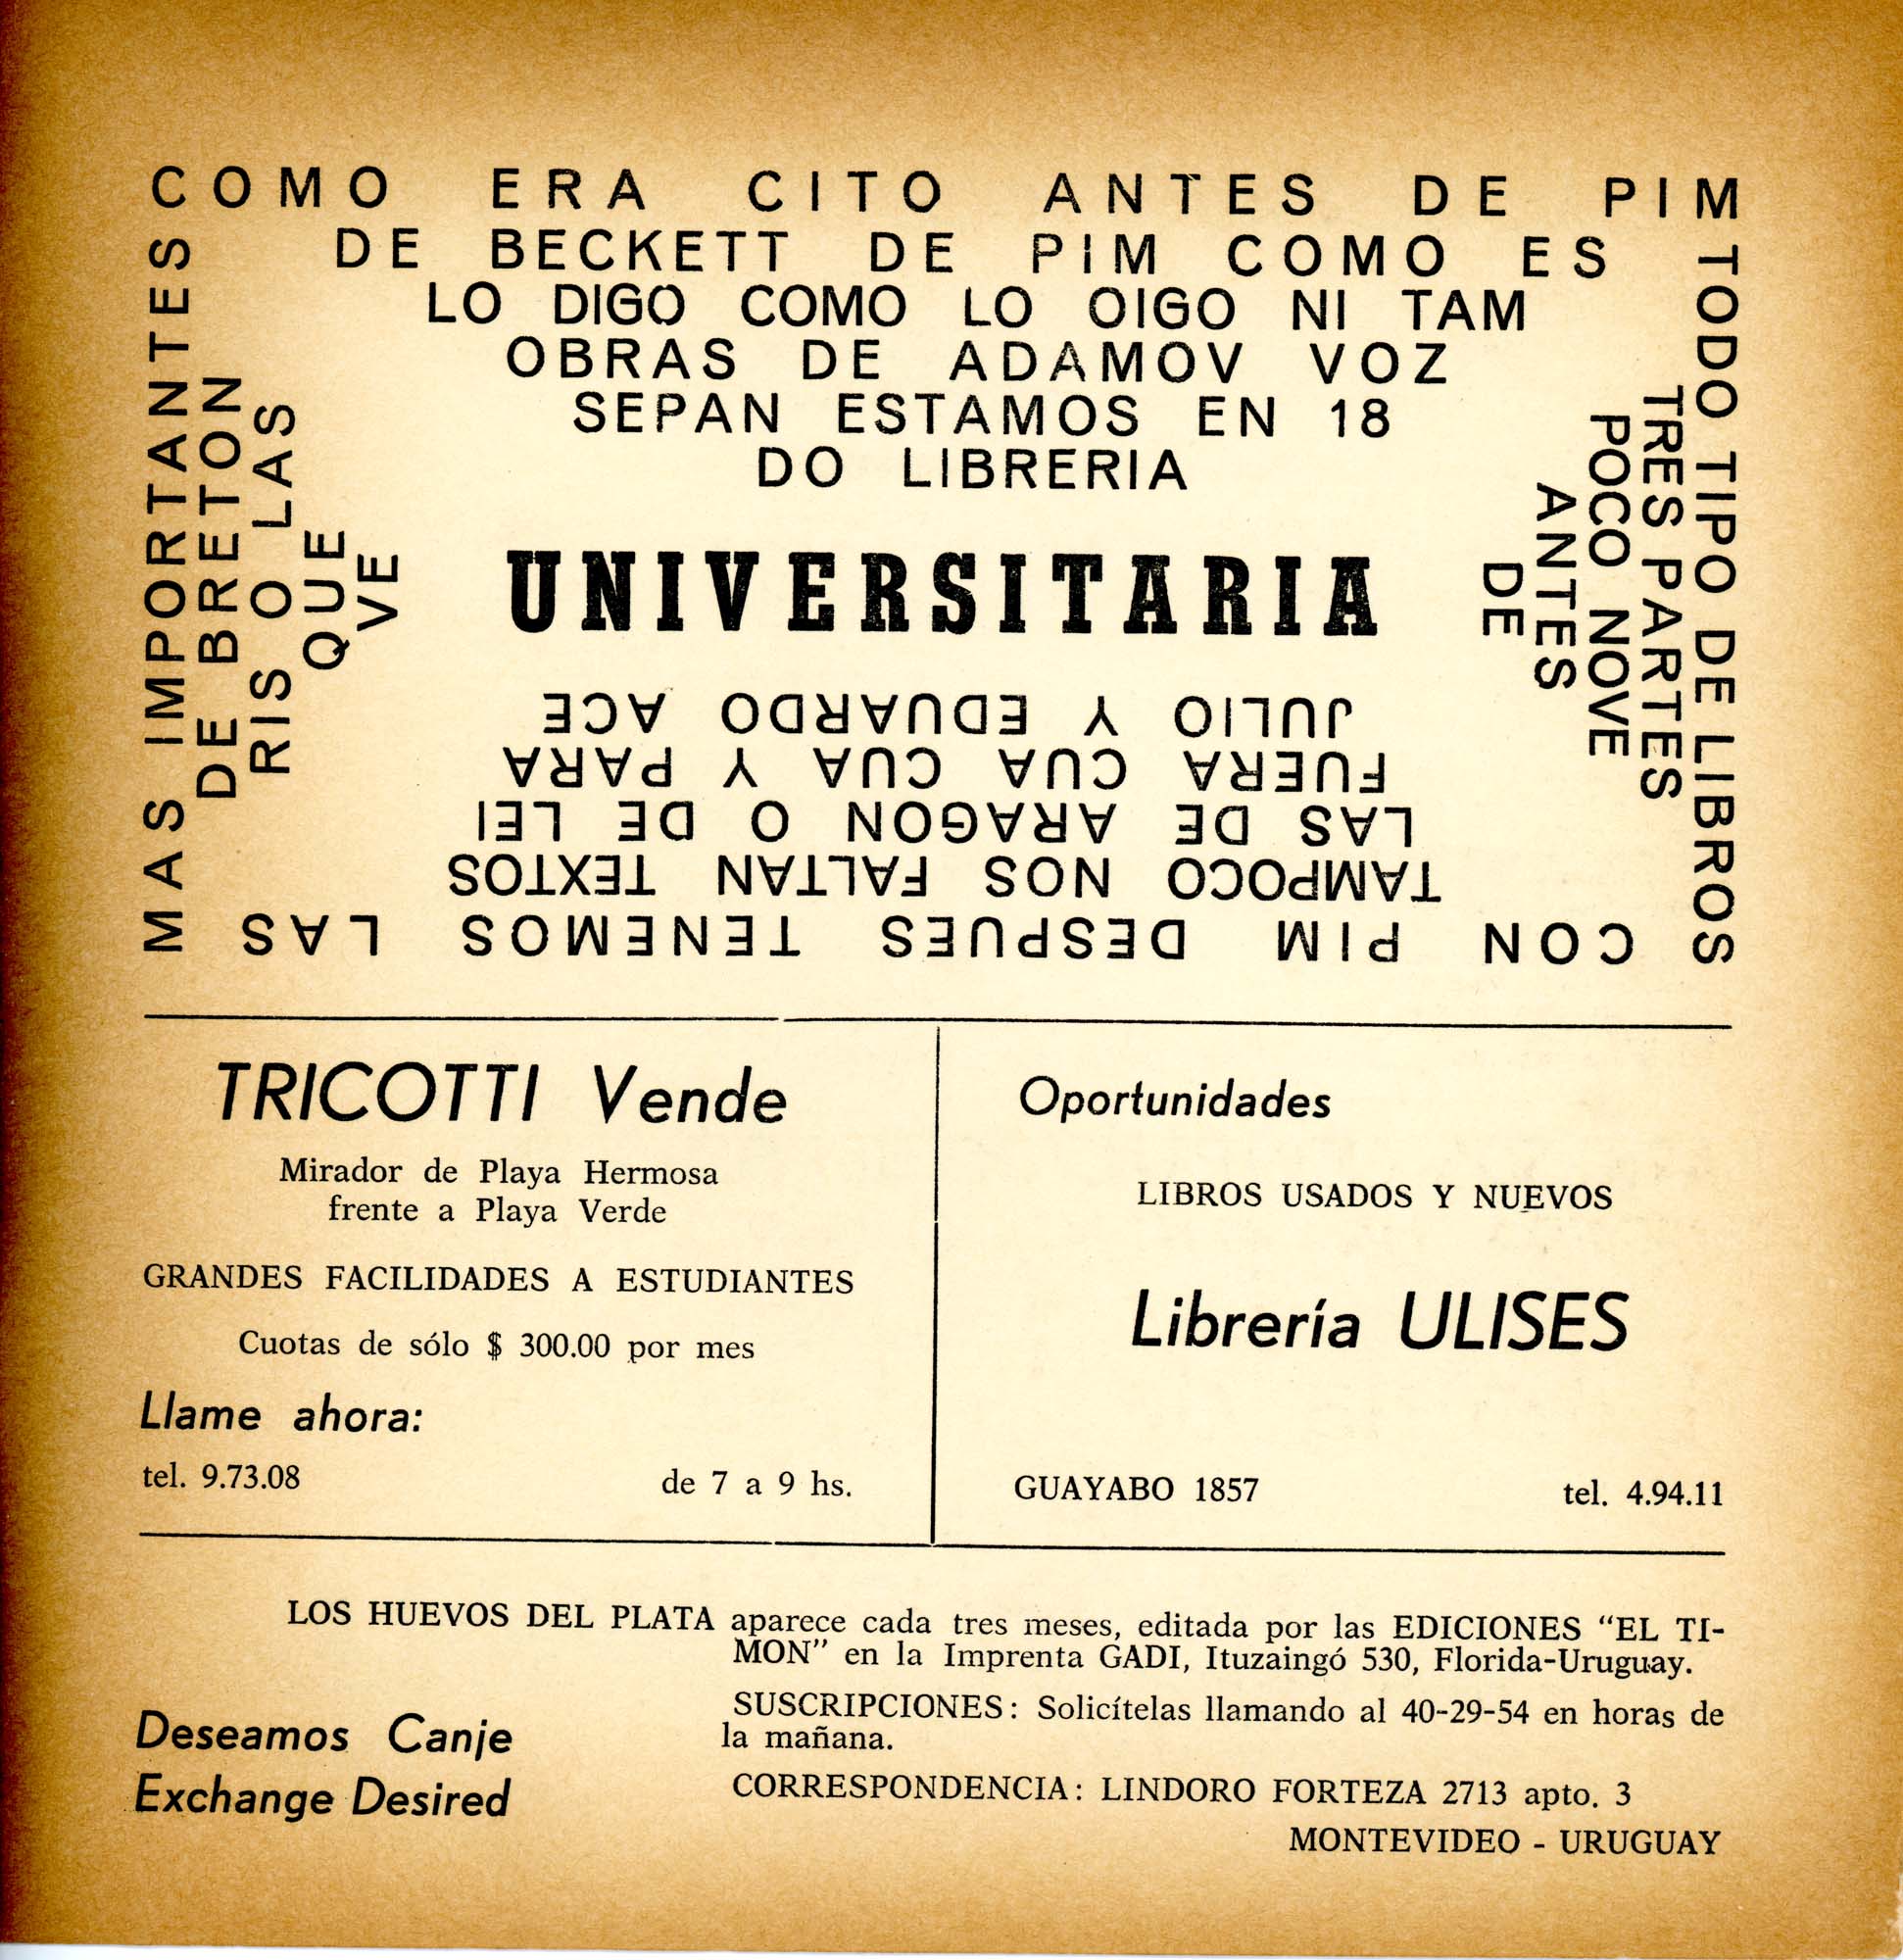 COMO ERA CITO ANTES DE PIM
TODO TIPO DE LIBROS
CON PIM DESPUES TENEMOS LAS
MAS IMPORTANTES
DE BECKETT DE PIM COMO ES
TRES PARTES
TAMPOCO NOS FALTAN TEXTOS
DE BRETON
LO DIGO COMO LO OIGO NI TAM
POCO NOVE
LAS DE ARAGON O DE LEI
RIS O LAS
OBRAS DE ADAMOV VOZ
ANTES
FUERA CUA CUA Y PARA
QUE
SEPAN ESTAMOS EN 18
DE
JULIO Y EDUARDO ACE
VE
DO LIBRERIA
UNIVERSITARIA
TRICOTTI Vende
Mirador de Playa Hermosa
frente a Playa Verde
GRANDES FACILIDADES A ESTUDIANTES
Cuotas de sólo $ 300.00 por mes
Llame ahora:
tel. 9.73.08 de 7 a 9 hs.
Oportunidades
LIBROS USADOS Y NUEVOS
Librería ULISES
GUAYABO 1857 tel. 4.94.11
LOS HUEVOS DEL PLATA aparece cada tres meses, editada por las EDICIONES "EL TI-
MON" en la Imprenta GADI, Ituzaingó 530, Florida-Uruguay.
SUSCRIPCIONES: Solicítelas llamando al 40-29-54 en horas de
la mañana.
Deseamos Canje
Exchange Desired
CORRESPONDENCIA: LINDORO FORTEZA 2713 apto. 3
MONTEVIDEO - URUGUAY